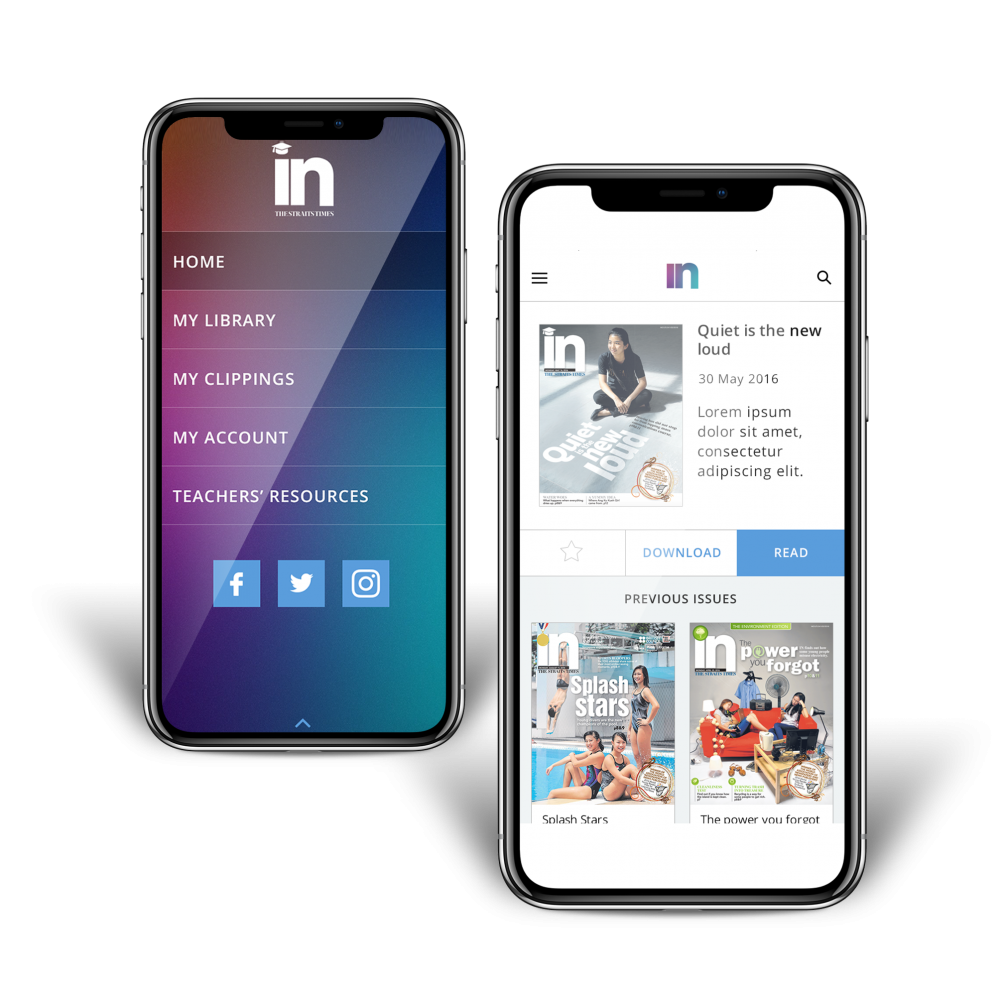 in
THE STRAITS TIMES
HOME
MY LIBRARY
MY CLIPPINGS
MY ACCOUNT
TEACHERS’ RESOURCES
in
Quiet is the new
loud
30 May 2016
Lorem ipsum
dolor sit amet,
consectetur
adipiscing elit.
in
THE STRAITS TIMES
Quiet
is the
new
loud
DOWNLOAD
READ
PREVIOUS ISSUES
in
THE STRAITS TIMES
Splash
stars
Splash Stars
THE ENVIRONMENT EDITION
in
THE STRAITS TIMES
The
power
you forgot
The power you forgot